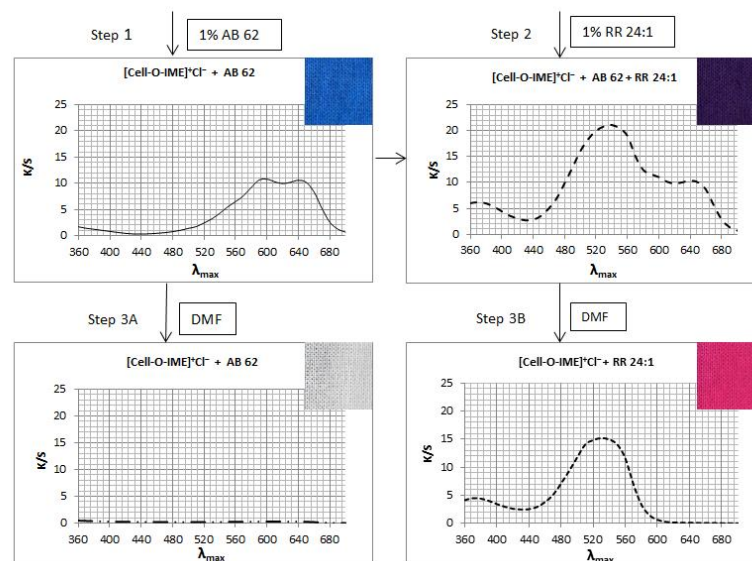 Step 1
1% AB 62
Step 2
1% RR 24:1
[Cell-O-IME]⁺Cl⁻ + AB 62
25
20
15
10
5
0
K/S
360 400 440 480 520 560 600 640 680
λmax
[Cell-O-IME]⁺Cl⁻ + AB 62 + RR 24:1
25
20
15
10
5
0
K/S
360 400 440 480 520 560 600 640 680
λmax
Step 3A
DMF
Step 3B
DMF
[Cell-O-IME]⁺Cl⁻ + AB 62
25
20
15
10
5
0
K/S
360 400 440 480 520 560 600 640 680
λmax
[Cell-O-IME]⁺Cl⁻ + RR 24:1
25
20
15
10
5
0
K/S
360 400 440 480 520 560 600 640 680
λmax